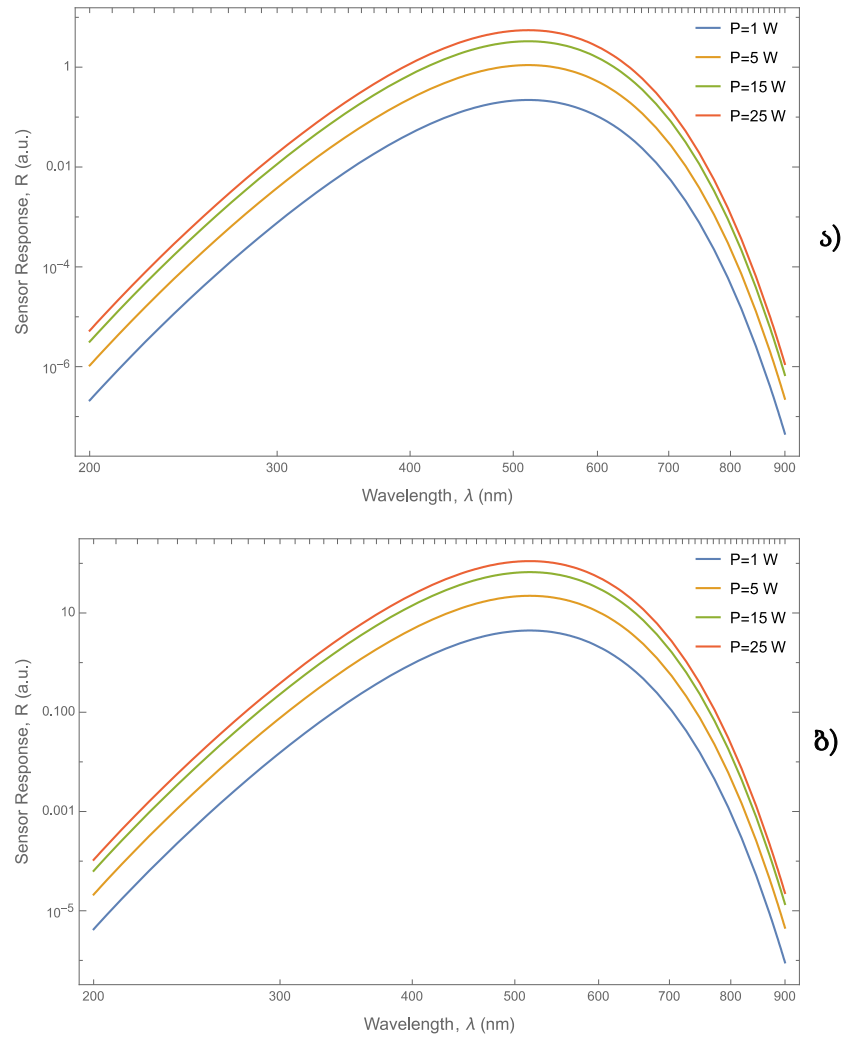 P=1 W
P=5 W
P=15 W
P=25 W
Sensor Response, R (a.u.)
1
0.01
10⁻⁴
10⁻⁶
200 300 400 500 600 700 800 900
Wavelength, λ (nm)
ა)
P=1 W
P=5 W
P=15 W
P=25 W
Sensor Response, R (a.u.)
10
0.100
0.001
10⁻⁵
200 300 400 500 600 700 800 900
Wavelength, λ (nm)
ბ)